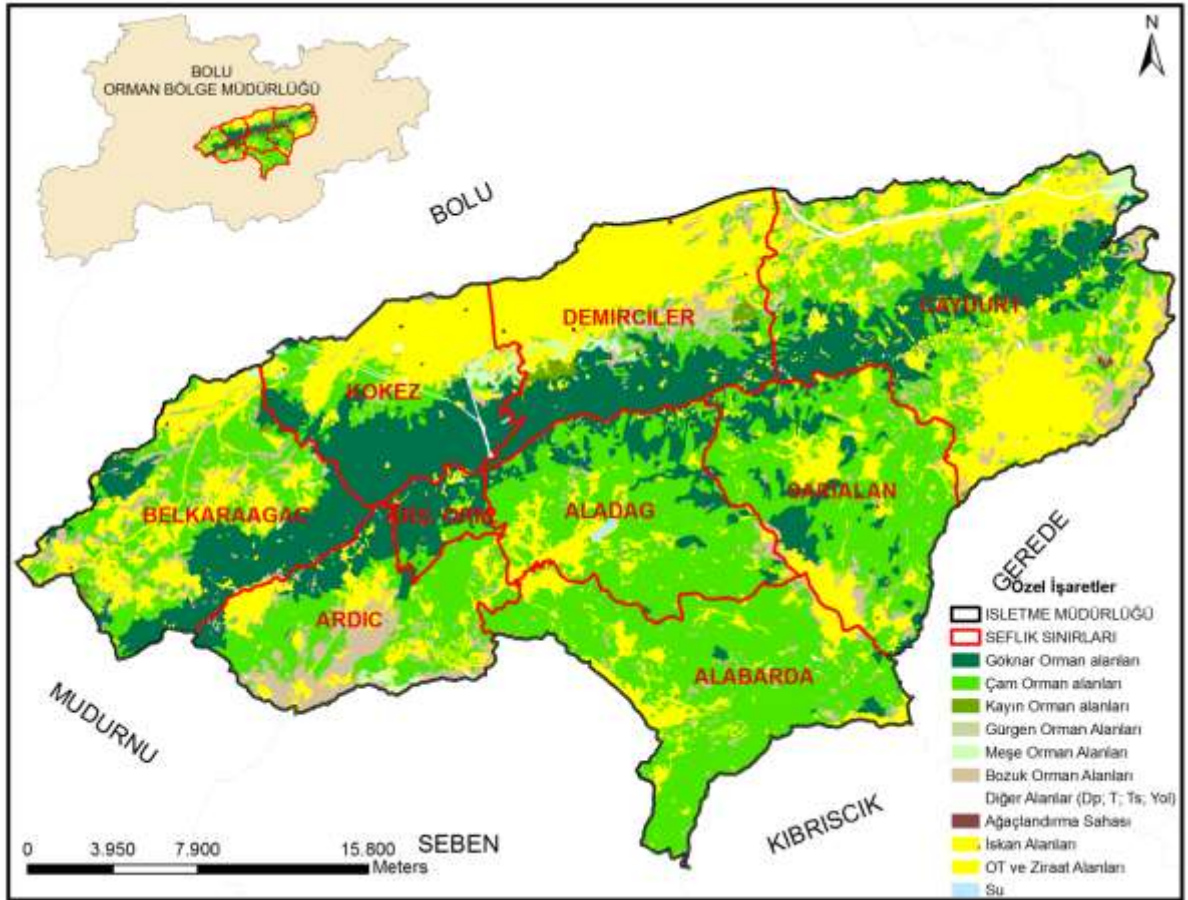 N
BOLU
ORMAN BÖLGE MÜDÜRLÜĞÜ
BOLU
DEMIRCILER
CAYDURT
KOKEZ
BELKARAAGAC
ARS. ORM.
ALADAG
SARIALAN
ARDIC
ALABARDA
GEREDE
MUDURNU
SEBEN
KIBRISCIK
Özel İşaretler
ISLETME MÜDÜRLÜĞÜ
SEFLIK SINIRLARI
Göknar Orman alanları
Çam Orman alanları
Kayın Orman alanları
Gürgen Orman Alanları
Meşe Orman Alanları
Bozuk Orman Alanları
Diğer Alanlar (Dp; T; Ts; Yol)
Ağaçlandırma Sahası
İskan Alanları
OT ve Ziraat Alanları
Su
0 3.950 7.900 15.800
Meters